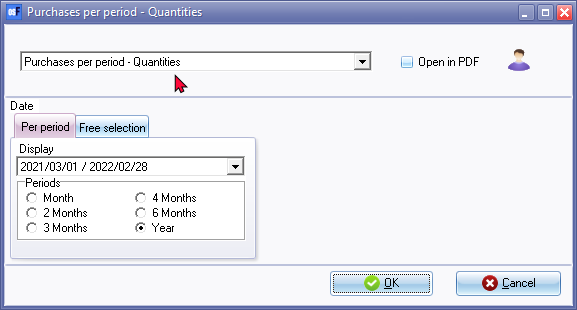 Purchases per period - Quantities
Purchases per period - Quantities
Open in PDF
Date
Per period
Free selection
Display
2021/03/01 / 2022/02/28
Periods
Month
4 Months
2 Months
6 Months
3 Months
Year
OK
Cancel